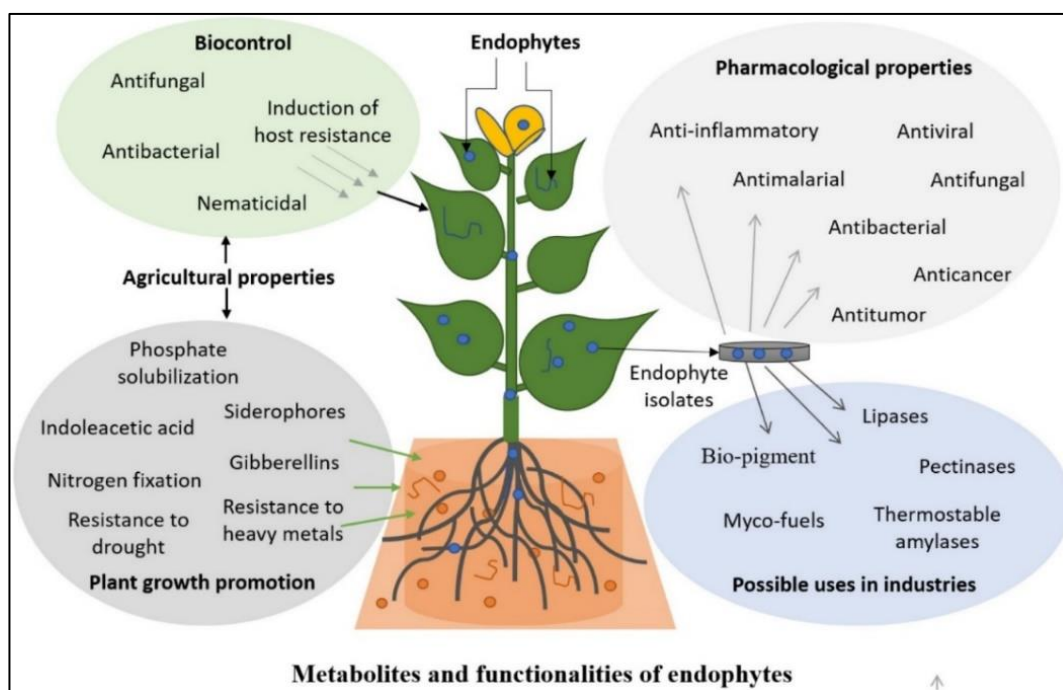 Biocontrol
Antifungal
Induction of
host resistance
Antibacterial
Nematicidal
Endophytes
Pharmacological properties
Anti-inflammatory
Antiviral
Antimalarial
Antifungal
Antibacterial
Anticancer
Antitumor
Agricultural properties
Phosphate
solubilization
Siderophores
Indoleacetic acid
Gibberellins
Nitrogen fixation
Resistance to
heavy metals
Resistance to
drought
Plant growth promotion
Endophyte
isolates
Lipases
Bio-pigment
Pectinases
Myco-fuels
Thermostable
amylases
Possible uses in industries
Metabolites and functionalities of endophytes